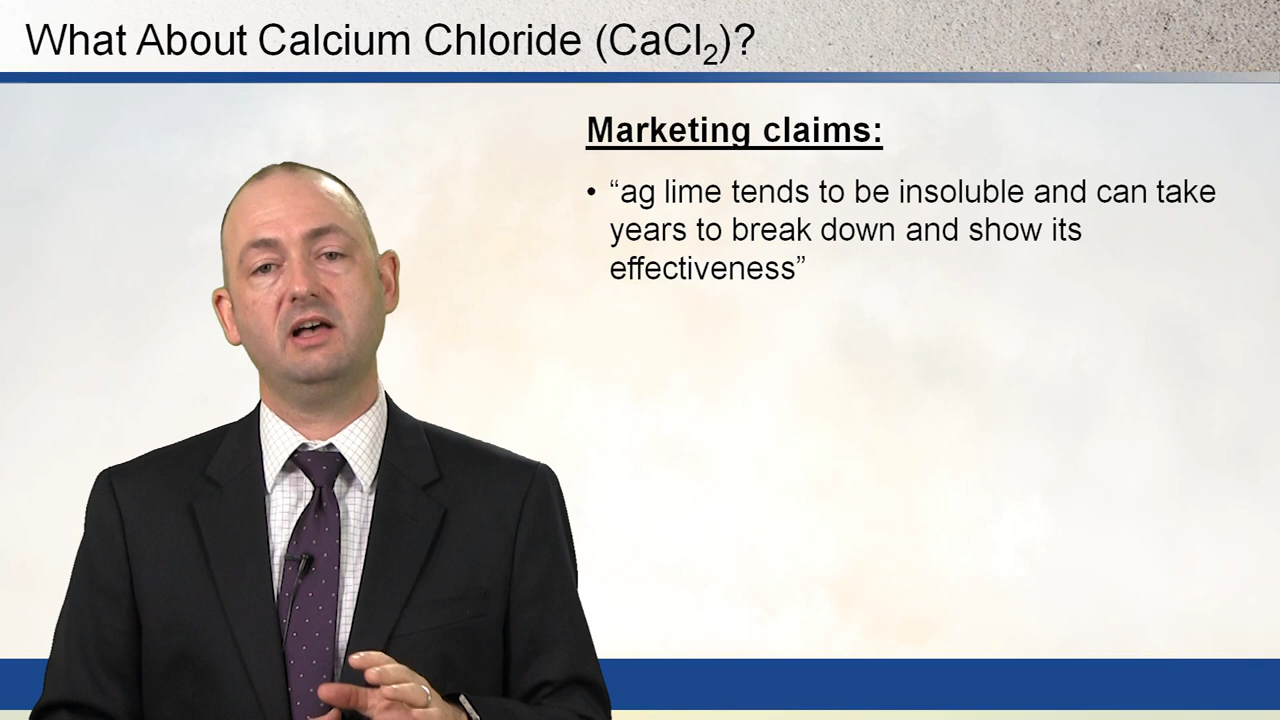 What About Calcium Chloride (CaCl₂)?
Marketing claims:
• “ag lime tends to be insoluble and can take
years to break down and show its
effectiveness”